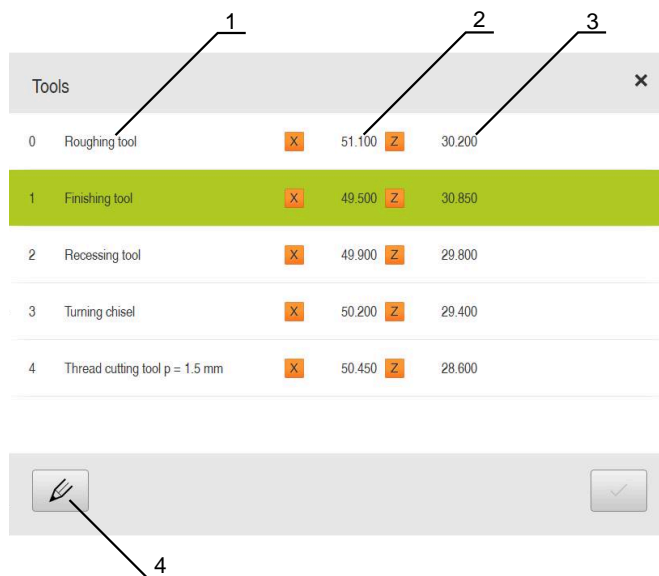 1 2 3
Tools ×
0 Roughing tool X 51.100 Z 30.200
1 Finishing tool X 49.500 Z 30.850
2 Recessing tool X 49.900 Z 29.800
3 Turning chisel X 50.200 Z 29.400
4 Thread cutting tool p = 1.5 mm X 50.450 Z 28.600
4